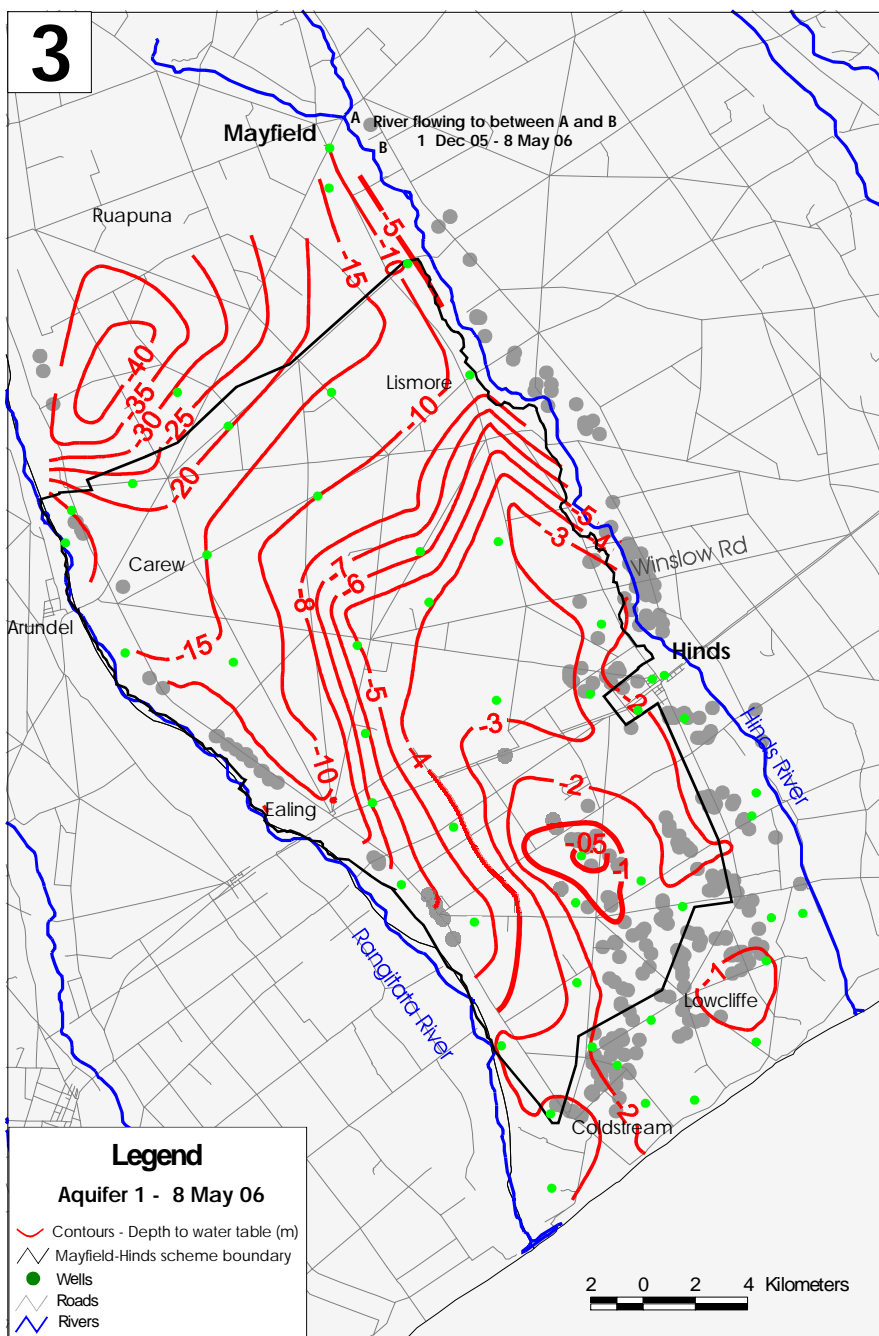 3
A
River flowing to between A and B
B
1 Dec 05 - 8 May 06
Mayfield
Ruapuna
-5
-10
-15
-40
-35
-30
-25
-20
Lismore
-10
-5
-4
-3
Winslow Rd
-7
-6
-8
Carew
Arundel
-15
Hinds
-2
-5
-3
-4
-10
-2
Hinds River
Ealing
-05
-1
Rangitata River
-1
Lowcliffe
-2
Coldstream
Legend
Aquifer 1 - 8 May 06
Contours - Depth to water table (m)
Mayfield-Hinds scheme boundary
Wells
Roads
Rivers
2 0 2 4 Kilometers